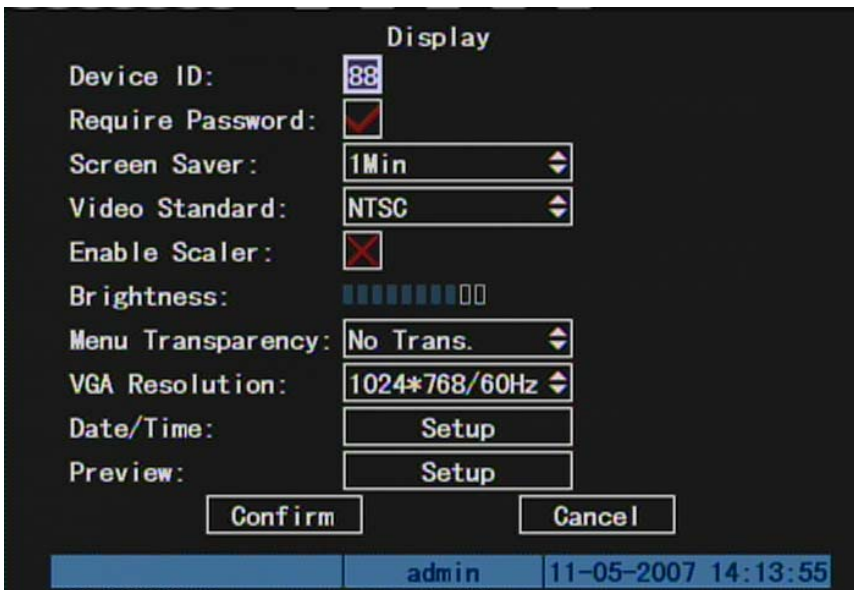 Display
Device ID: 88
Require Password:
Screen Saver: 1Min
Video Standard: NTSC
Enable Scaler:
Brightness:
Menu Transparency: No Trans.
VGA Resolution: 1024*768/60Hz
Date/Time: Setup
Preview: Setup
Confirm Cancel
admin 11-05-2007 14:13:55